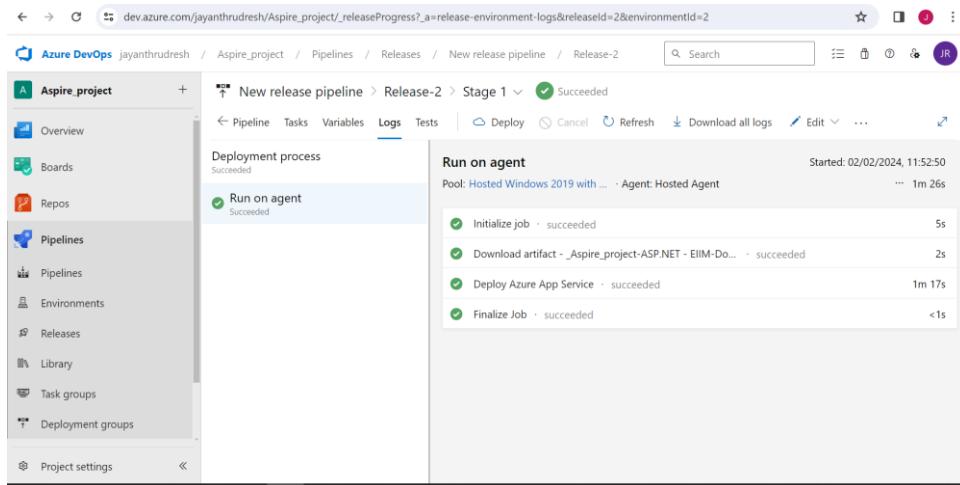 dev.azure.com/jayanthrudresh/Aspire_project/_releaseProgress?_a=release-environment-logs&releaseId=2&environmentId=2
J
Azure DevOps jayanthrudresh / Aspire_project / Pipelines / Releases / New release pipeline / Release-2 Search JR
A Aspire_project +
Overview
Boards
Repos
Pipelines
Pipelines
Environments
Releases
Library
Task groups
Deployment groups
Project settings
New release pipeline > Release-2 > Stage 1 Succeeded
Pipeline Tasks Variables Logs Tests Deploy Cancel Refresh Download all logs Edit ...
Deployment process
Succeeded
Run on agent
Succeeded
Run on agent Started: 02/02/2024, 11:52:50
Pool: Hosted Windows 2019 with ... · Agent: Hosted Agent ... 1m 26s
Initialize job · succeeded 5s
Download artifact - _Aspire_project-ASP.NET - EIIM-Do... · succeeded 2s
Deploy Azure App Service · succeeded 1m 17s
Finalize Job · succeeded <1s